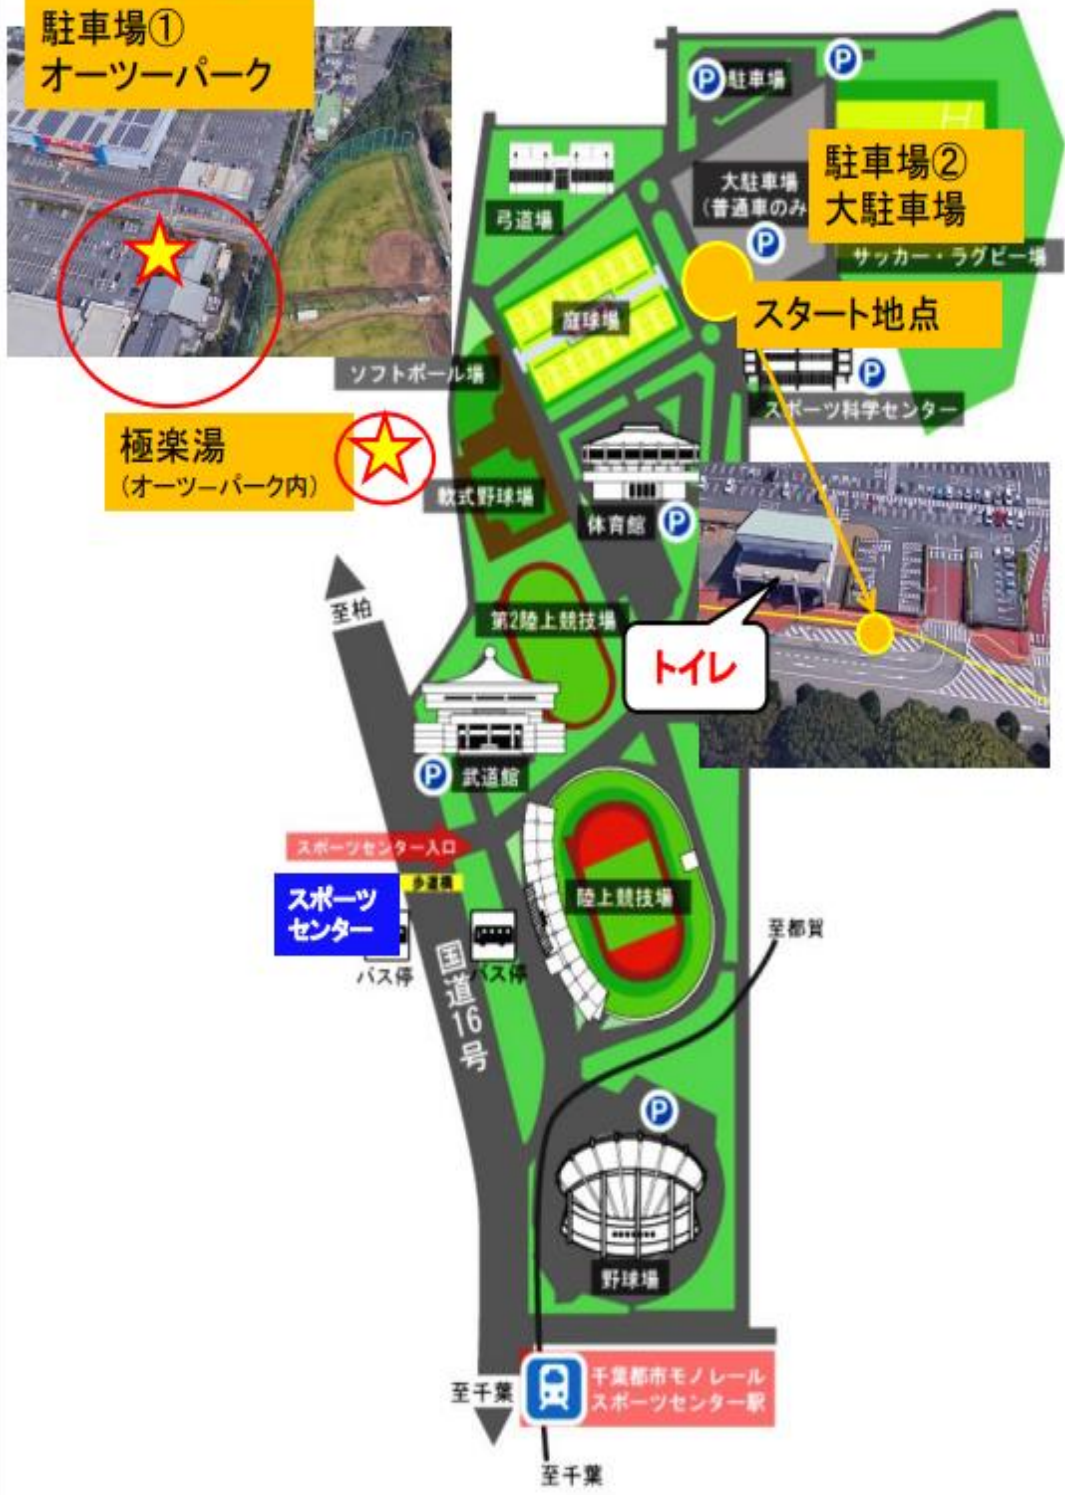 駐車場①
オーツーパーク
駐車場
大駐車場
(普通車のみ
駐車場②
大駐車場
弓道場
サッカー・ラグビー場
庭球場
スタート地点
ソフトボール場
スポーツ科学センター
極楽湯
(オーツーパーク内)
軟式野球場
体育館
至柏
第2陸上競技場
トイレ
武道館
スポーツセンター入口
歩道橋
スポーツ
センター
陸上競技場
至都賀
バス停
バス停
国道16号
野球場
千葉都市モノレール
スポーツセンター駅
至千葉
至千葉